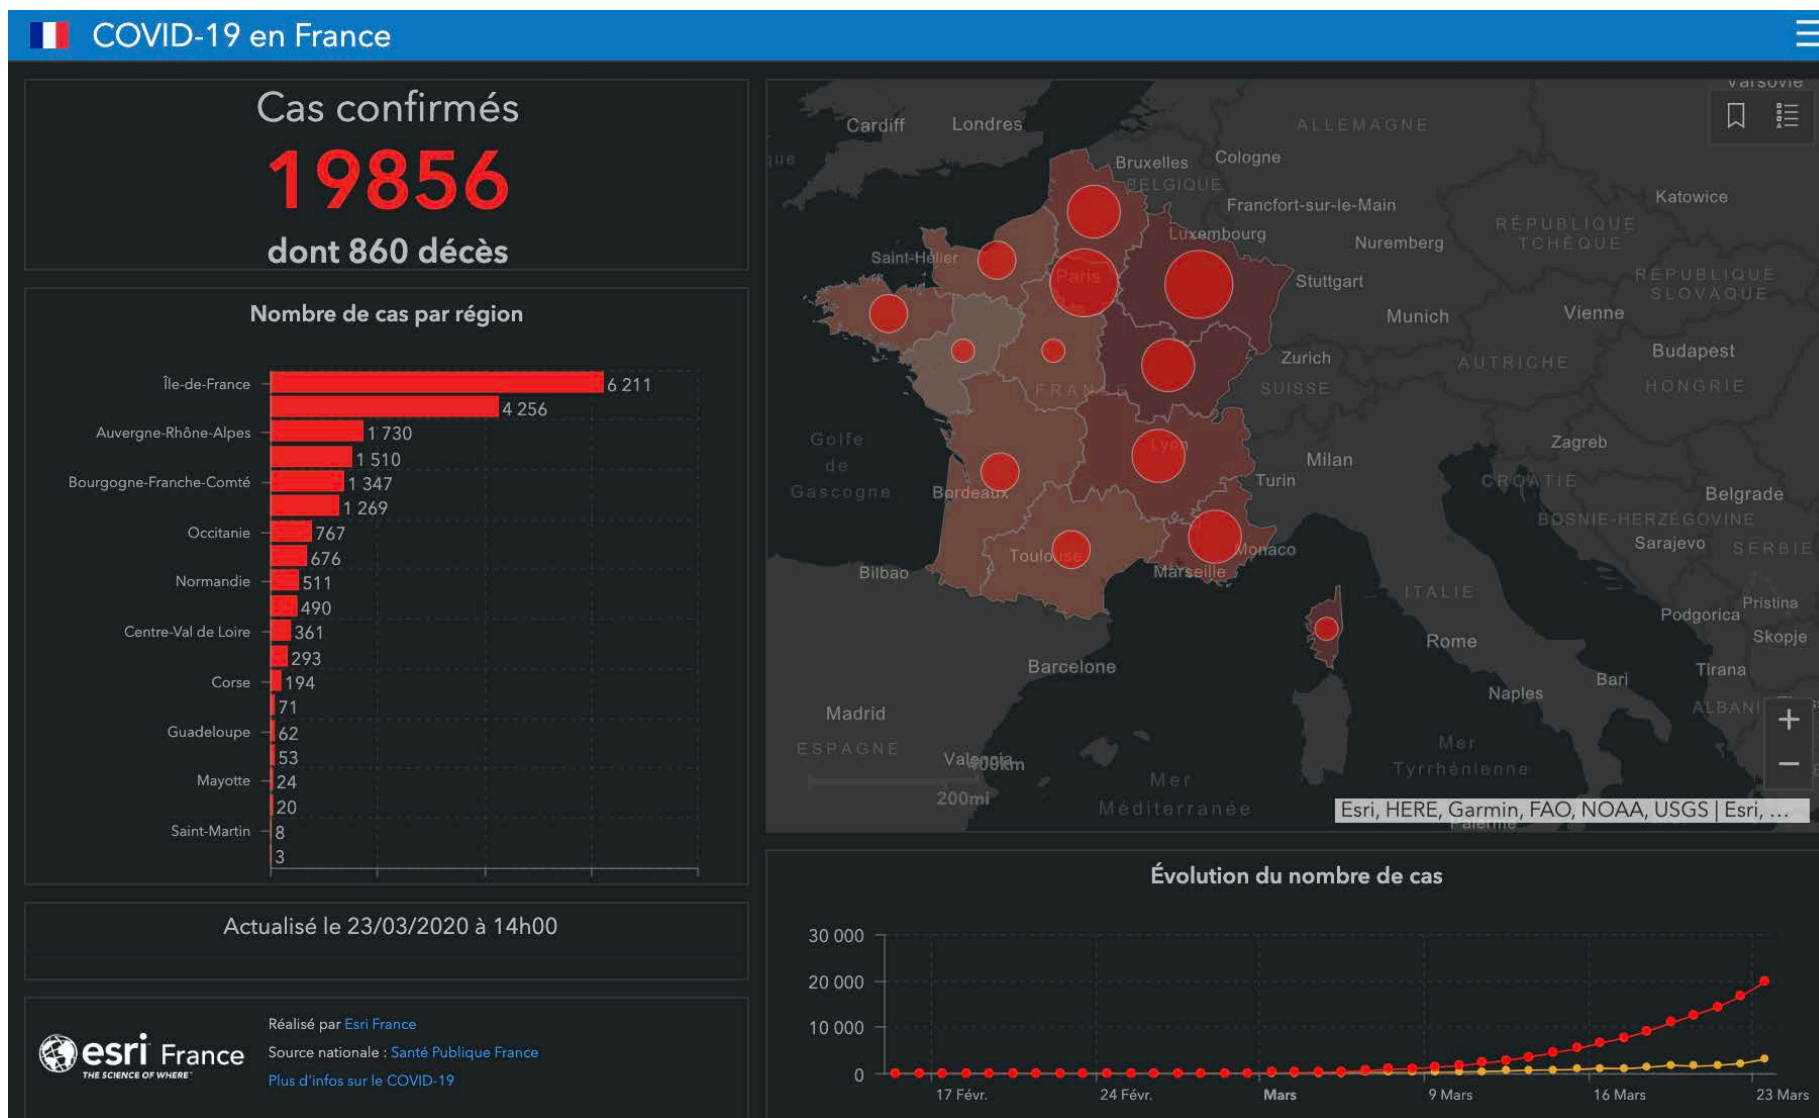 COVID-19 en France
Cas confirmés
19856
dont 860 décès
Nombre de cas par région
Île-de-France
6 211
4 256
Auvergne-Rhône-Alpes
1 730
1 510
Bourgogne-Franche-Comté
1 347
1 269
Occitanie
767
676
Normandie
511
490
Centre-Val de Loire
361
293
Corse
194
71
Guadeloupe
62
53
Mayotte
24
20
Saint-Martin
8
3
Actualisé le 23/03/2020 à 14h00
esri France
THE SCIENCE OF WHERE
Réalisé par Esri France
Source nationale : Santé Publique France
Plus d'infos sur le COVID-19
Varsovie
Cardiff
Londres
ALLEMAGNE
que
Bruxelles
Cologne
BELGIQUE
Francfort-sur-le-Main
Katowice
Luxembourg
Nuremberg
RÉPUBLIQUE
TCHÈQUE
Saint-Hélier
Paris
Stuttgart
RÉPUBLIQUE
SLOVAQUE
Munich
Vienne
Zurich
Budapest
FRANCE
SUISSE
AUTRICHE
HONGRIE
Golfe
de
Gascogne
Lyon
Milan
Zagreb
Bordeaux
Turin
CROATIE
Belgrade
BOSNIE-HERZÉGOVINE
Toulouse
Monaco
Sarajevo
SERBIE
Bilbao
Marseille
ITALIE
Podgorica
Pristina
Rome
Skopje
Barcelone
Tirana
Naples
Bari
Madrid
ALBANI
ESPAGNE
Valencia
400km
200mi
Mer
Méditerranée
Mer
Tyrrhénienne
+
−
Esri, HERE, Garmin, FAO, NOAA, USGS | Esri, ...
Palerme
Évolution du nombre de cas
30 000
20 000
10 000
0
17 Févr.
24 Févr.
Mars
9 Mars
16 Mars
23 Mars